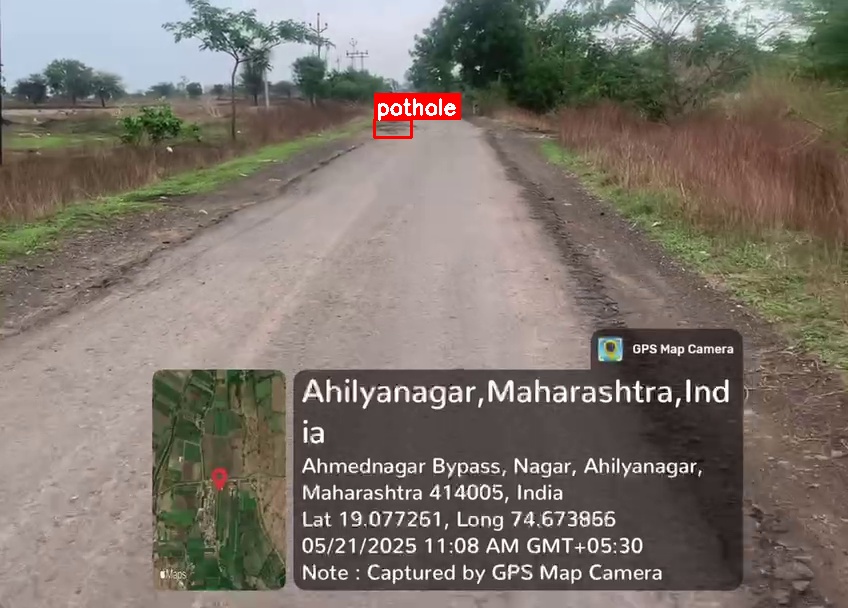 pothole
GPS Map Camera
Ahilyanagar,Maharashtra,Ind
ia
Ahmednagar Bypass, Nagar, Ahilyanagar,
Maharashtra 414005, India
Lat 19.077261, Long 74.673866
05/21/2025 11:08 AM GMT+05:30
Note : Captured by GPS Map Camera
Maps